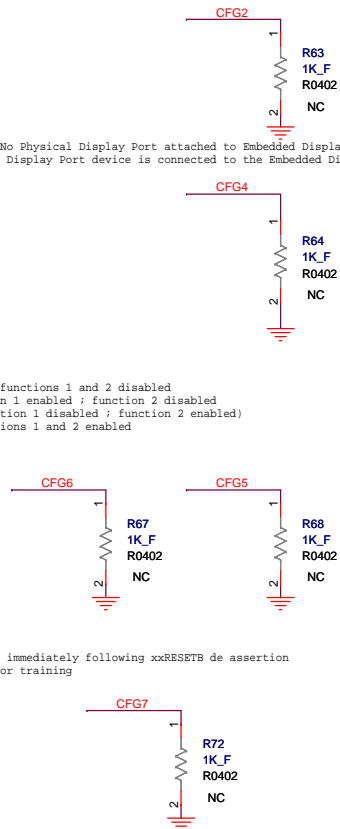 CFG2
1
R63
1K_F
R0402
2
NC
No Physical Display Port attached to Embedded
Display Port device is connected to the Embedded
CFG4
1
R64
1K_F
R0402
2
NC
functions 1 and 2 disabled
n 1 enabled ; function 2 disabled
tion 1 disabled ; function 2 enabled)
ions 1 and 2 enabled
CFG6
1
R67
1K_F
R0402
2
NC
CFG5
1
R68
1K_F
R0402
2
NC
immediately following xxRESETB de assertion
or training
CFG7
1
R72
1K_F
R0402
2
NC